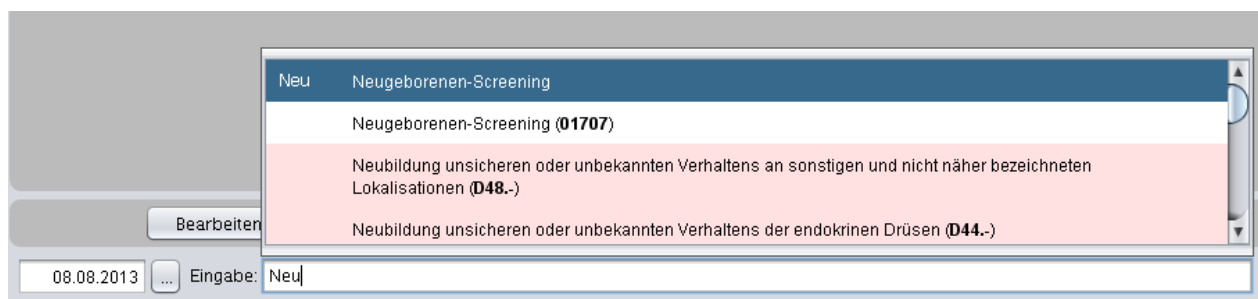 Neu Neugeborenen-Screening
Neugeborenen-Screening (01707)
Neubildung unsicheren oder unbekannten Verhaltens an sonstigen und nicht näher bezeichneten
Lokalisationen (D48.-)
Neubildung unsicheren oder unbekannten Verhaltens der endokrinen Drüsen (D44.-)
Bearbeiten
08.08.2013 ... Eingabe: Neu